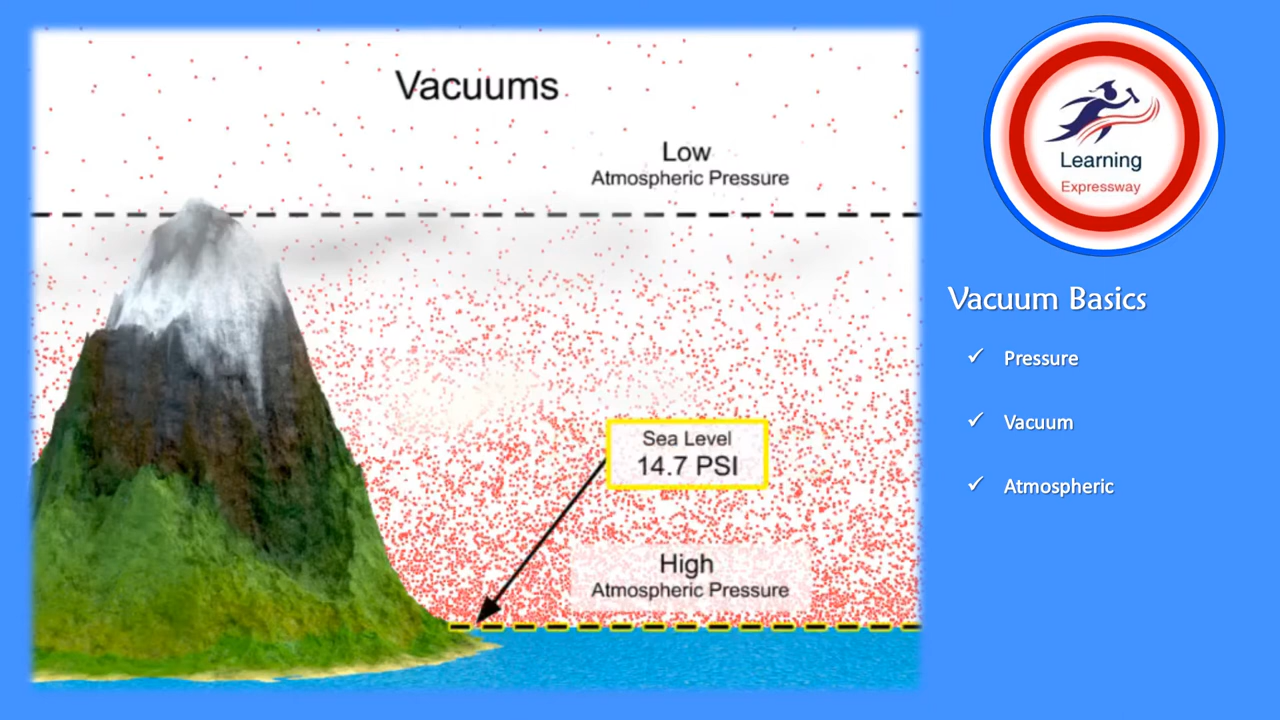 Vacuums
Low
Atmospheric Pressure
Sea Level
14.7 PSI
High
Atmospheric Pressure
Learning
Expressway
Vacuum Basics
✓ Pressure
✓ Vacuum
✓ Atmospheric